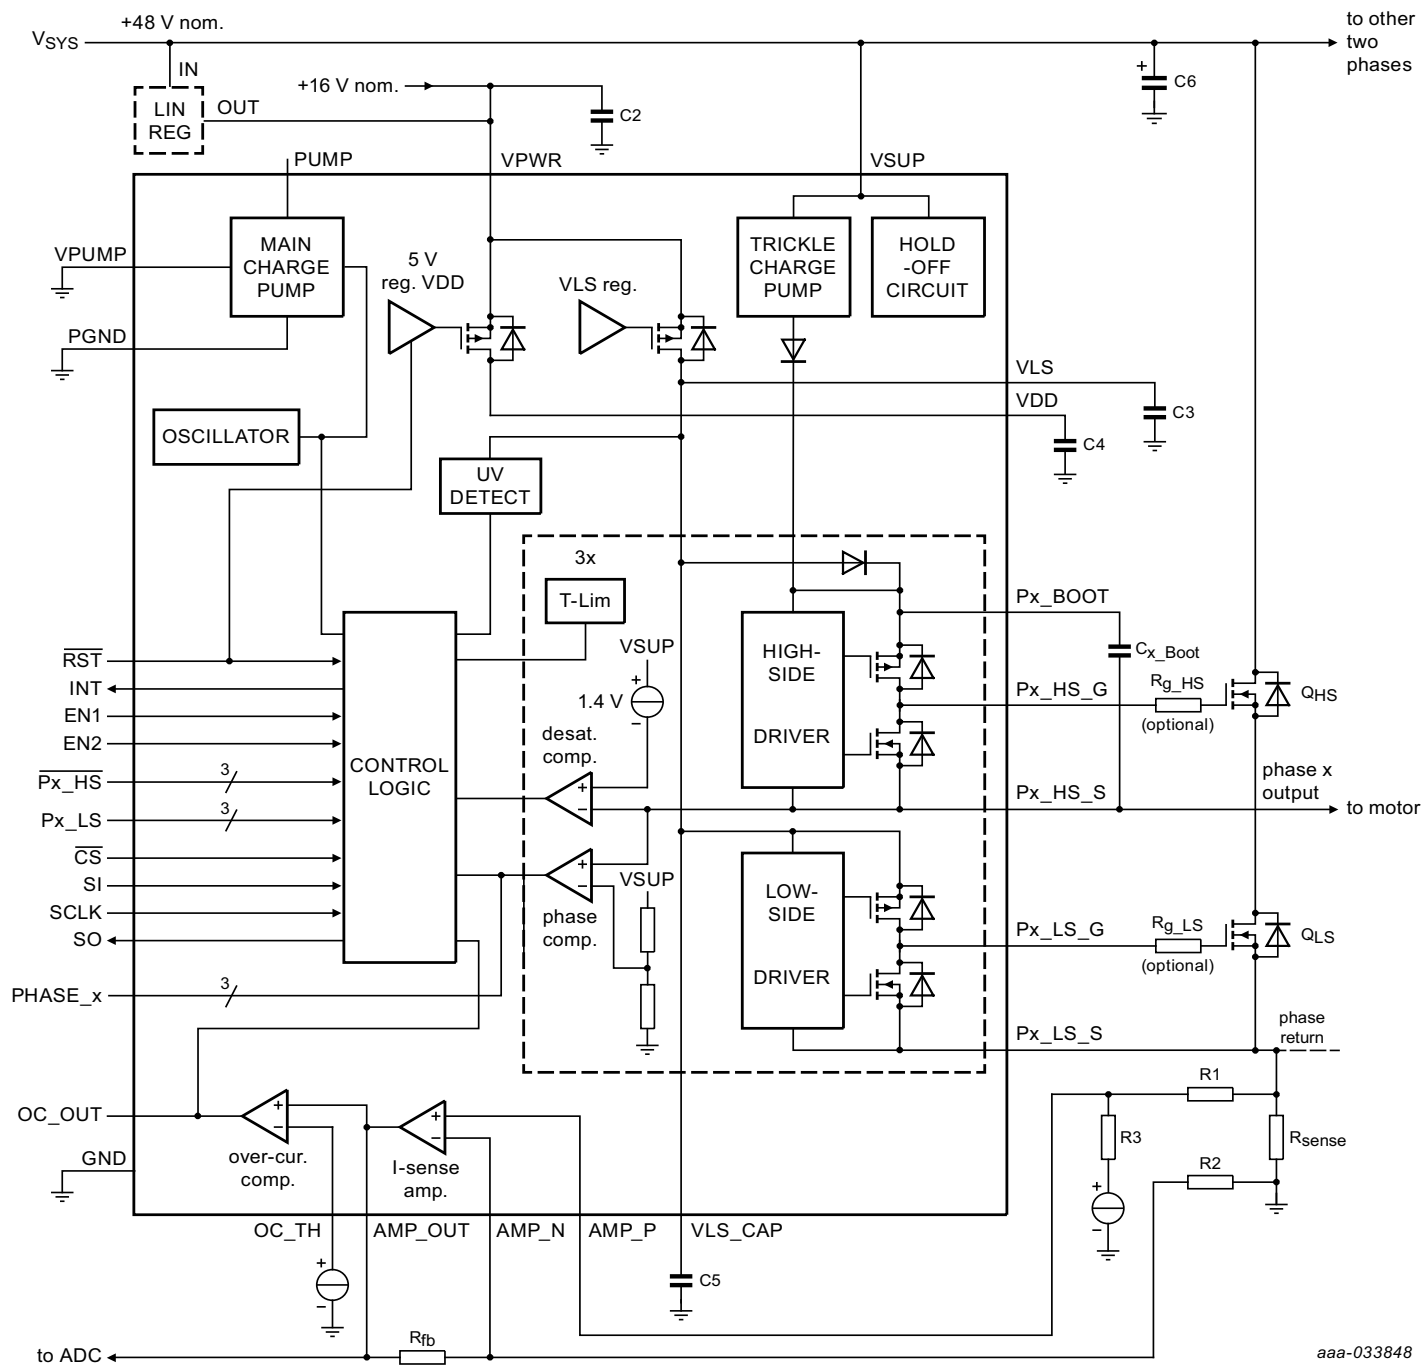 +48 V nom.
VSYS
to other
two
phases
IN
+16 V nom.
LIN
REG
OUT
C2
+
C6
PUMP
VPWR
VSUP
MAIN
CHARGE
PUMP
VPUMP
5 V
reg. VDD
VLS reg.
TRICKLE
CHARGE
PUMP
HOLD
-OFF
CIRCUIT
PGND
VLS
VDD
C3
OSCILLATOR
C4
UV
DETECT
3x
T-Lim
Px_BOOT
VSUP
+
1.4 V
−
HIGH-
SIDE
DRIVER
Cx_Boot
Rg_HS
Px_HS_G
(optional)
QHS
RST
INT
EN1
EN2
Px_HS
3
Px_LS
3
CS
SI
SCLK
SO
CONTROL
LOGIC
desat.
comp.
+
−
phase x
output
Px_HS_S
to motor
+
−
VSUP
phase
comp.
LOW-
SIDE
DRIVER
Px_LS_G
Rg_LS
(optional)
QLS
PHASE_x
3
Px_LS_S
phase
return
R1
OC_OUT
+
−
+
−
R3
Rsense
GND
over-cur.
comp.
I-sense
amp.
R2
+
−
OC_TH
AMP_OUT
AMP_N
AMP_P
VLS_CAP
+
−
C5
Rfb
to ADC
aaa-033848